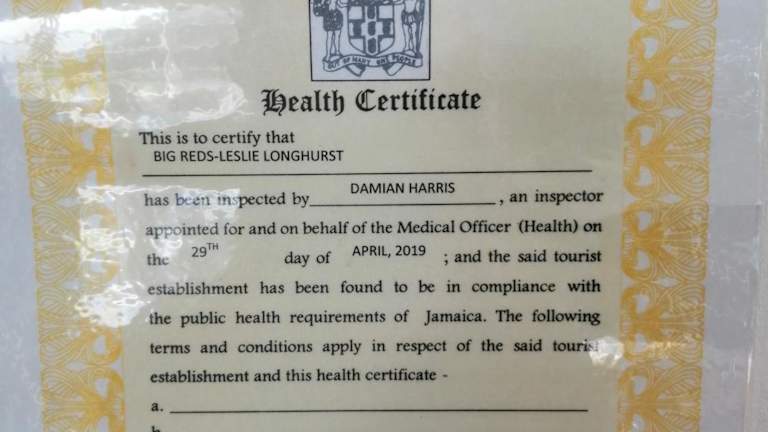 OUT OF MANY ONE PEOPLE
Health Certificate
This is to certify that
BIG REDS-LESLIE LONGHURST
has been inspected by DAMIAN HARRIS , an inspector
appointed for and on behalf of the Medical Officer (Health) on
the 29TH day of APRIL, 2019 ; and the said tourist
establishment has been found to be in compliance with
the public health requirements of Jamaica. The following
terms and conditions apply in respect of the said tourist
establishment and this health certificate -
a.